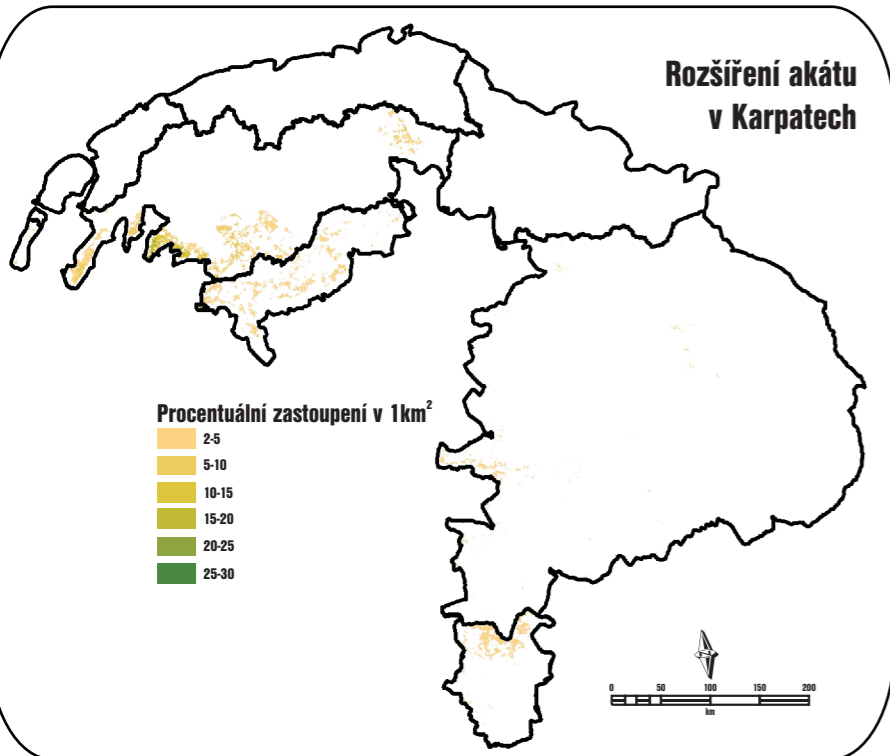 Rozšíření akátu
v Karpatech
Procentuální zastoupení v 1km²
2-5
5-10
10-15
15-20
20-25
25-30
0 50 100 150 200
km